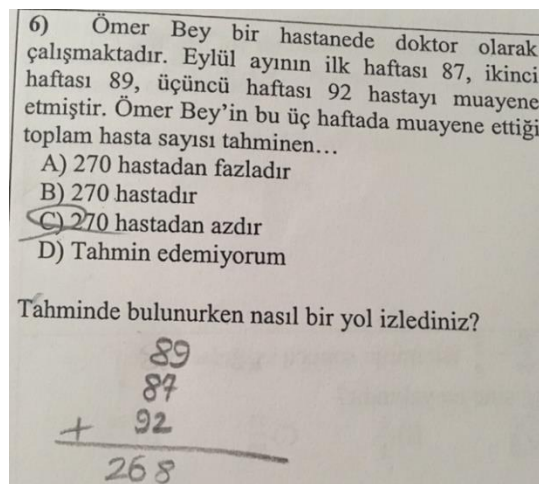 6) Ömer Bey bir hastanede doktor olarak
çalışmaktadır. Eylül ayının ilk haftası 87, ikinci
haftası 89, üçüncü haftası 92 hastayı muayene
etmiştir. Ömer Bey'in bu üç haftada muayene ettiği
toplam hasta sayısı tahminen...
A) 270 hastadan fazladır
B) 270 hastadır
C) 270 hastadan azdır
D) Tahmin edemiyorum
Tahminde bulunurken nasıl bir yol izlediniz?
89
87
+ 92
268